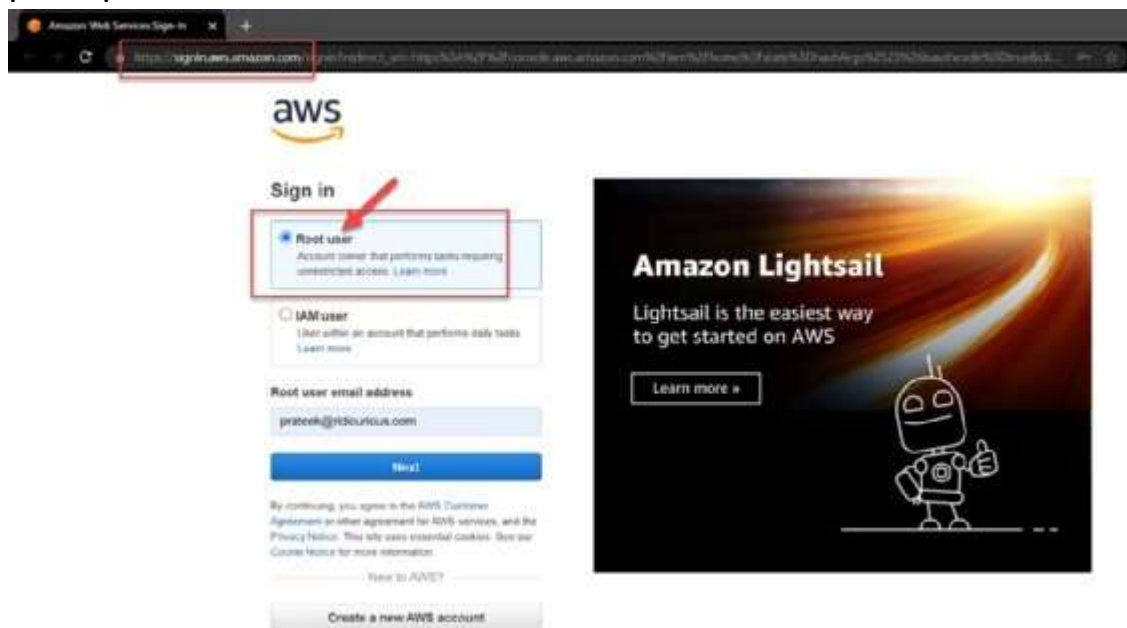 Amazon Web Services Sign-In
https://signin.aws.amazon.com
aws
Sign in
Root user
Account owner that performs tasks requiring
unrestricted access. Learn more
IAM user
User within an account that performs daily tasks.
Learn more
Root user email address
prateek@ridicurious.com
Next
By continuing, you agree to the AWS Customer
Agreement or other agreement for AWS services, and the
Privacy Notice. This site uses essential cookies. See our
Cookie Notice for more information.
New to AWS?
Create a new AWS account
Amazon Lightsail
Lightsail is the easiest way
to get started on AWS
Learn more »